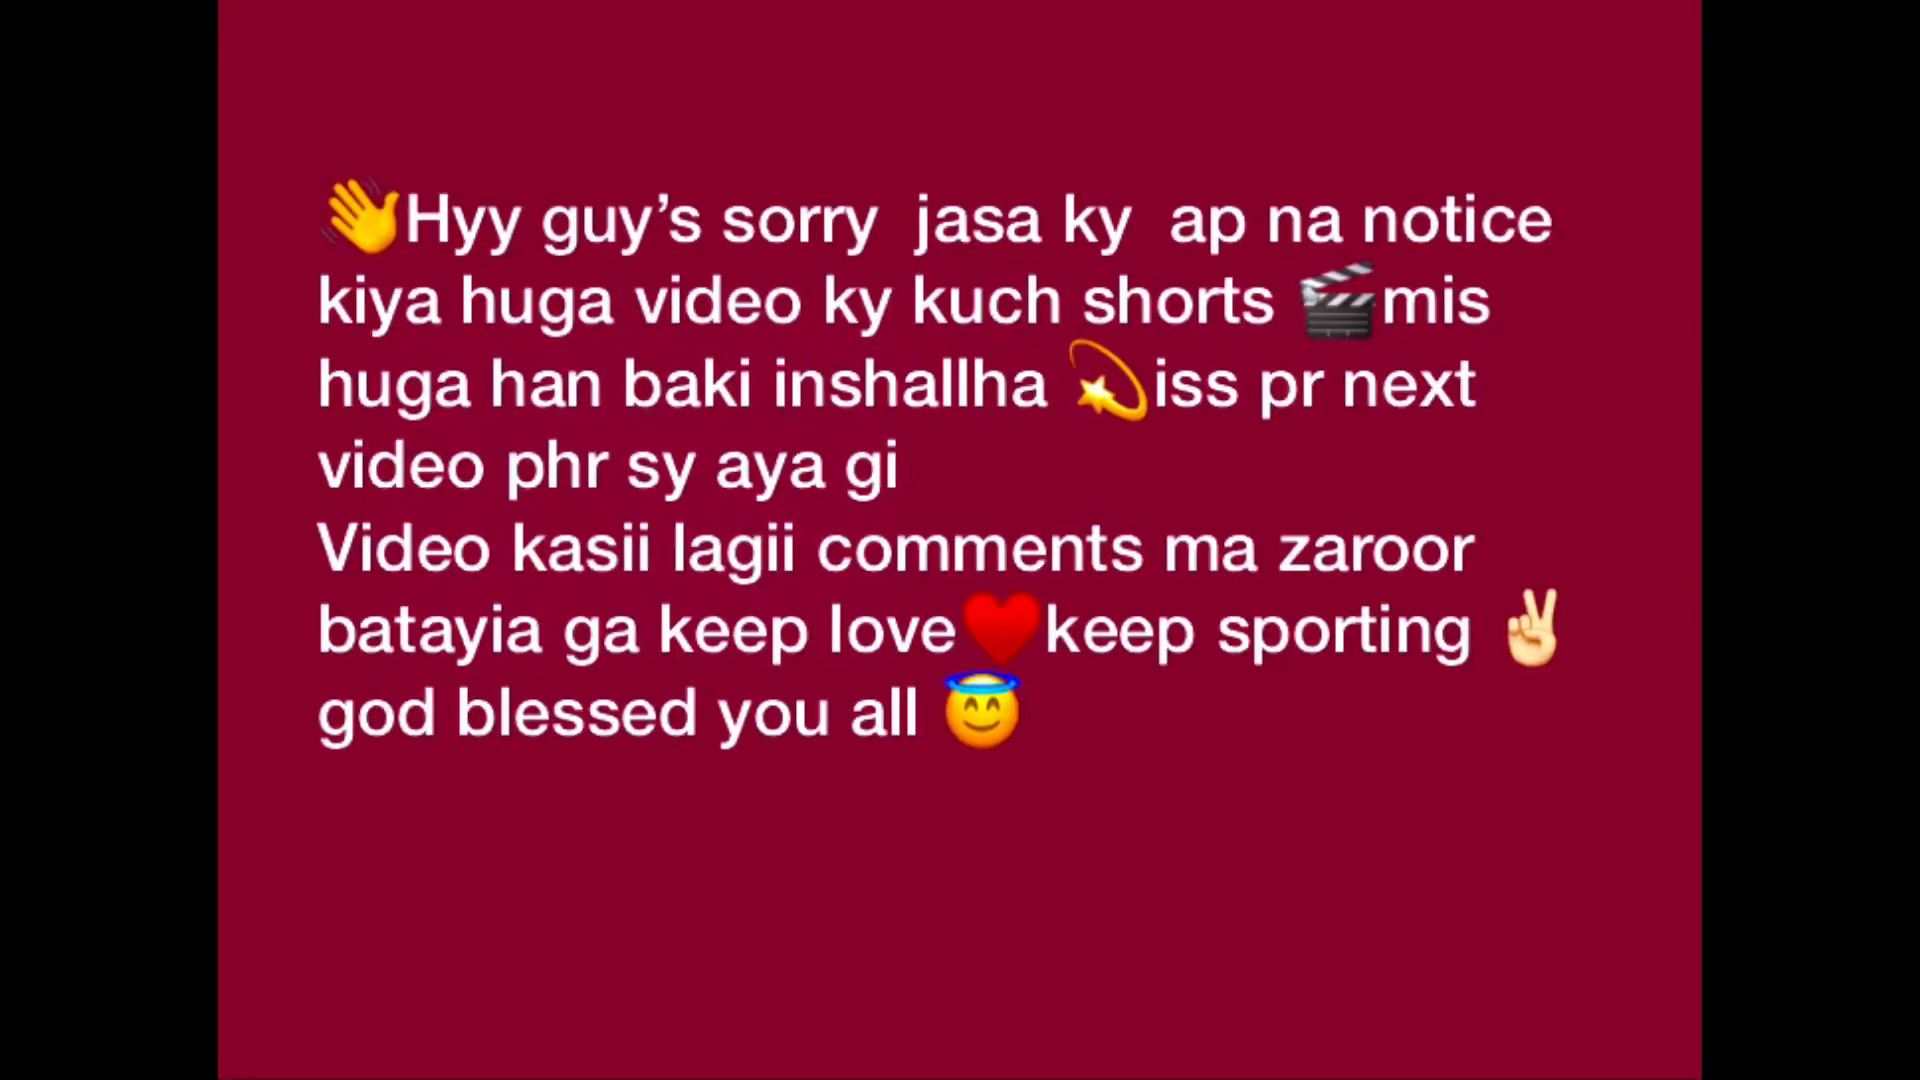 👋Hyy guy’s sorry  jasa ky  ap na notice
kiya huga video ky kuch shorts 🎬mis
huga han baki inshallha 💫iss pr next
video phr sy aya gi
Video kasii lagii comments ma zaroor
batayia ga keep love❤️keep sporting ✌🏻
god blessed you all 😇